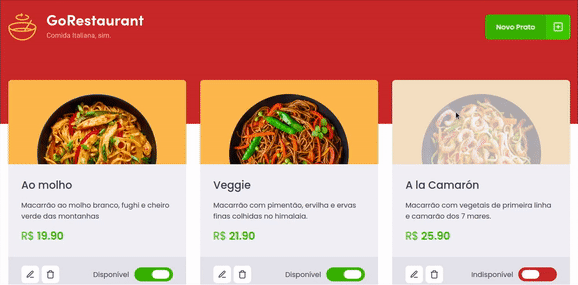 GoRestaurant
Comida Italiana, sim.
Novo Prato
Ao molho
Macarrão ao molho branco, fughi e cheiro
verde das montanhas
R$ 19.90
Disponível
Veggie
Macarrão com pimentão, ervilha e ervas
finas colhidas no himalaia.
R$ 21.90
Disponível
A la Camarón
Macarrão com vegetais de primeira linha
e camarão dos 7 mares.
R$ 25.90
Indisponível